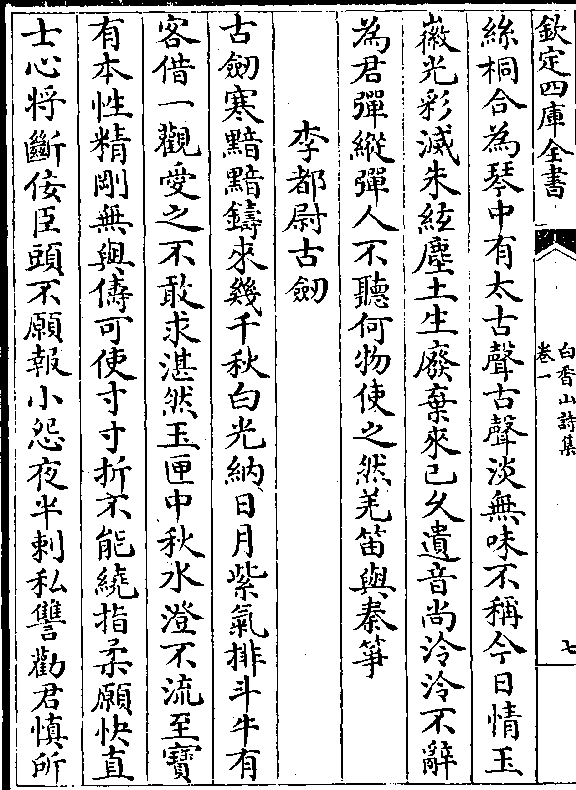 欽定四庫全書
白香山詩集
卷一
七
絲桐合為琴中有太古聲古聲淡無味不稱今日情玉
徽光彩滅朱絃塵土生廢棄來已久遺音尚泠泠不辭
為君彈縱彈人不聽何物使之然羌笛與秦箏
李都尉古劒
古劒寒黯黯鑄來幾千秋白光納日月紫氣排斗牛有
客借一觀愛之不敢求湛然玉匣中秋水澄不流至寶
有本性精剛無與儔可使寸寸折不能繞指柔願快直
士心將斷佞臣頭不願報小怨夜半刺私讐勸君慎所